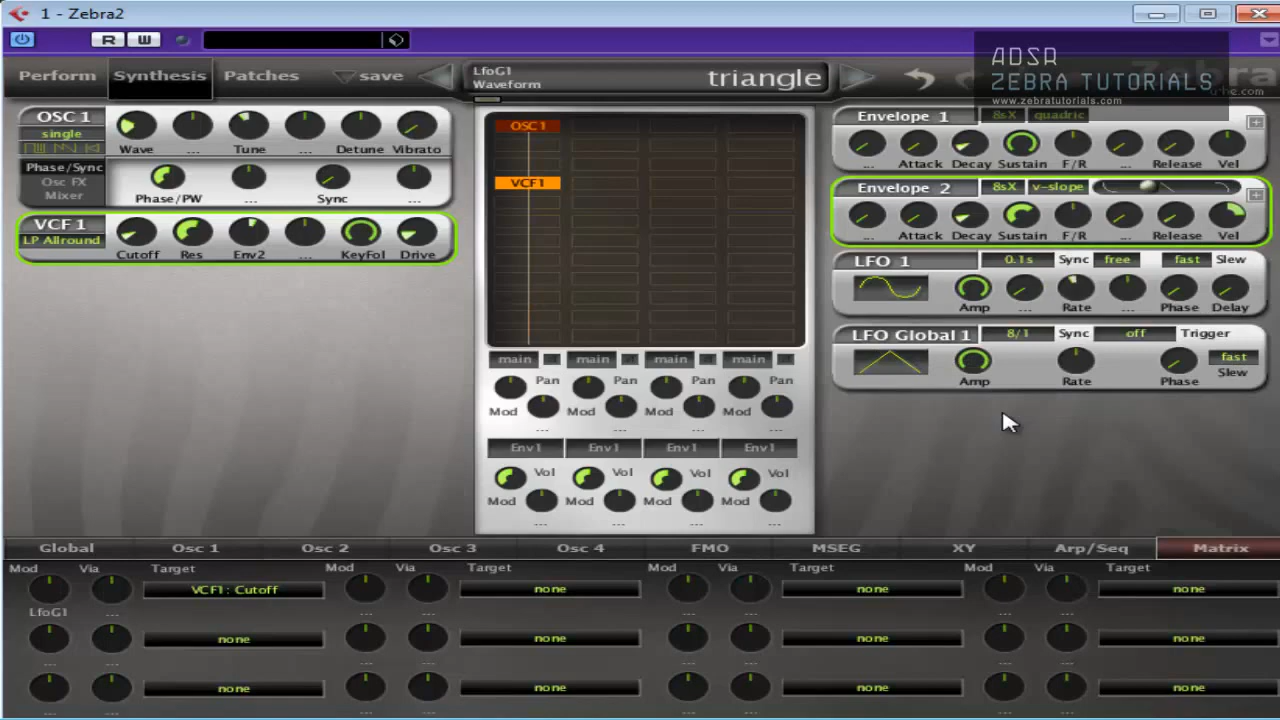 1 - Zebra2
R W
ADSR
ZEBRA TUTORIALS
www.zebratutorials.com
Perform Synthesis Patches save
LfoG1
Waveform
triangle
u-he.com
OSC 1
single
Wave ... Tune ... Detune Vibrato
Phase/Sync
Osc FX
Mixer
Phase/PW ... Sync ...
VCF 1
LP Allround
Cutoff Res Env2 ... KeyFol Drive
OSC 1
VCF1
main main main main
Pan Pan Pan Pan
Mod Mod Mod Mod
... ... ... ...
Env1 Env1 Env1 Env1
Vol Vol Vol Vol
Mod Mod Mod Mod
... ... ... ...
Envelope 1 8sX quadric
... Attack Decay Sustain F/R ... Release Vel
Envelope 2 8sX v-slope
... Attack Decay Sustain F/R ... Release Vel
LFO 1 0.1s Sync free fast Slew
Amp ... Rate ... Phase Delay
LFO Global 1 8/1 Sync off Trigger
fast
Slew
Amp Rate Phase
Global Osc 1 Osc 2 Osc 3 Osc 4 FMO MSEG XY Arp/Seq Matrix
Mod Via Target Mod Via Target Mod Via Target Mod Via Target
VCF1: Cutoff none none none
LfoG1 ... ... ... ... ... ... ...
none none none none
... ... ... ... ... ... ... ...
none none none none